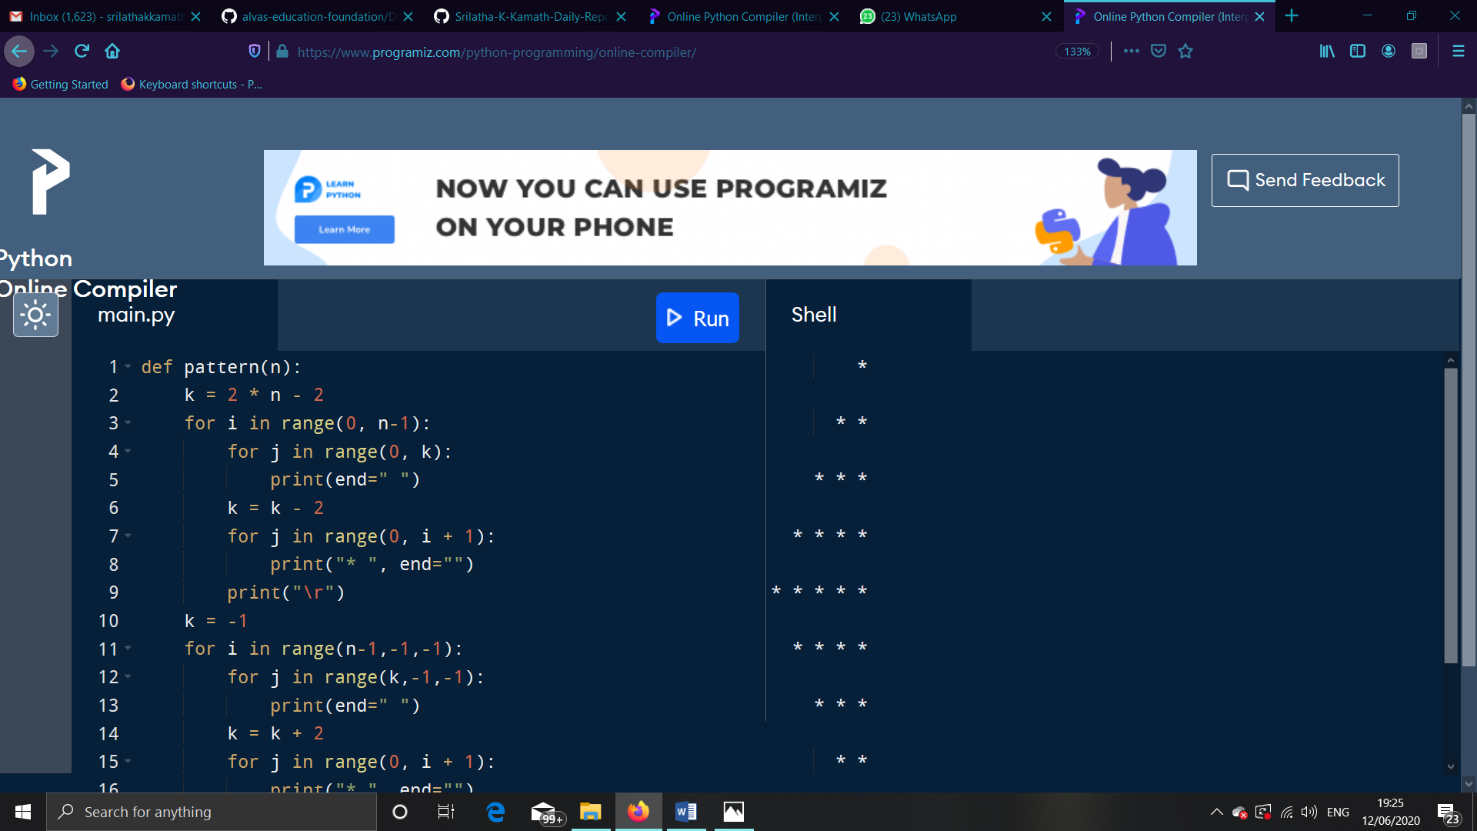 Inbox (1,623) - srilathakkamat
alvas-education-foundation/D
Srilatha-K-Kamath-Daily-Repo
Online Python Compiler (Interp
(23) WhatsApp
Online Python Compiler (Interp
https://www.programiz.com/python-programming/online-compiler/
133%
Getting Started
Keyboard shortcuts - P...
LEARN
PYTHON
Learn More
NOW YOU CAN USE PROGRAMIZ
ON YOUR PHONE
Send Feedback
Python
Online Compiler
main.py
Run
Shell
1 def pattern(n):
2     k = 2 * n - 2
3     for i in range(0, n-1):
4         for j in range(0, k):
5             print(end=" ")
6         k = k - 2
7         for j in range(0, i + 1):
8             print("* ", end="")
9         print("\r")
10     k = -1
11     for i in range(n-1,-1,-1):
12         for j in range(k,-1,-1):
13             print(end=" ")
14         k = k + 2
15         for j in range(0, i + 1):
16             print("* ", end="")
        *
      * *
    * * *
  * * * *
* * * * *
  * * * *
    * * *
      * *
Search for anything
99+
ENG
19:25
12/06/2020
23